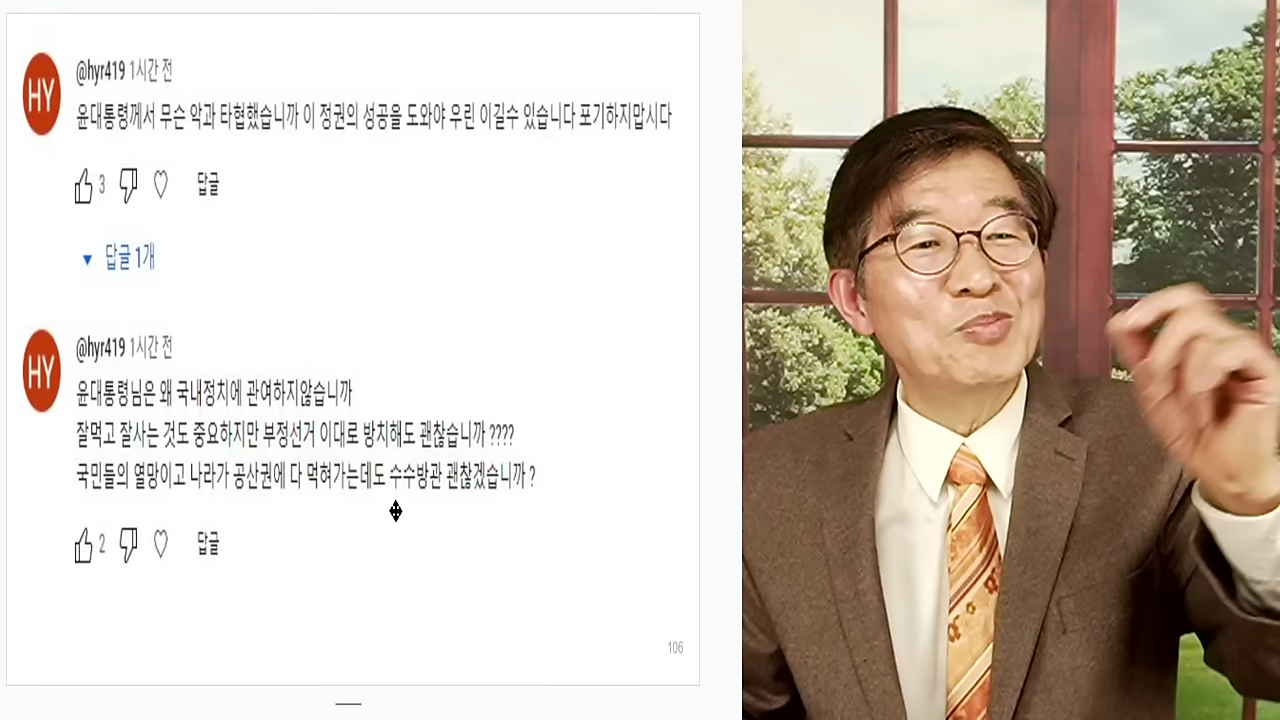 HY
@hyr419 1시간 전
윤대통령께서 무슨 악과 타협했습니까 이 정권의 성공을 도와야 우린 이길수 있습니다 포기하지맙시다
3 답글
답글 1개
HY
@hyr419 1시간 전
윤대통령님은 왜 국내정치에 관여하지않습니까
잘먹고 잘사는 것도 중요하지만 부정선거 이대로 방치해도 괜찮습니까 ????
국민들의 열망이고 나라가 공산권에 다 먹혀가는데도 수수방관 괜찮겠습니까 ?
2 답글
106